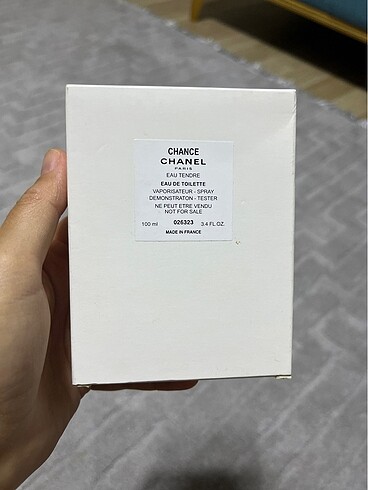 CHANCE
CHANEL
PARIS
EAU TENDRE
EAU DE TOILETTE
VAPORISATEUR - SPRAY
DEMONSTRATON - TESTER
NE PEUT ETRE VENDU
NOT FOR SALE
100 ml 026323 3.4 FL.OZ.
MADE IN FRANCE